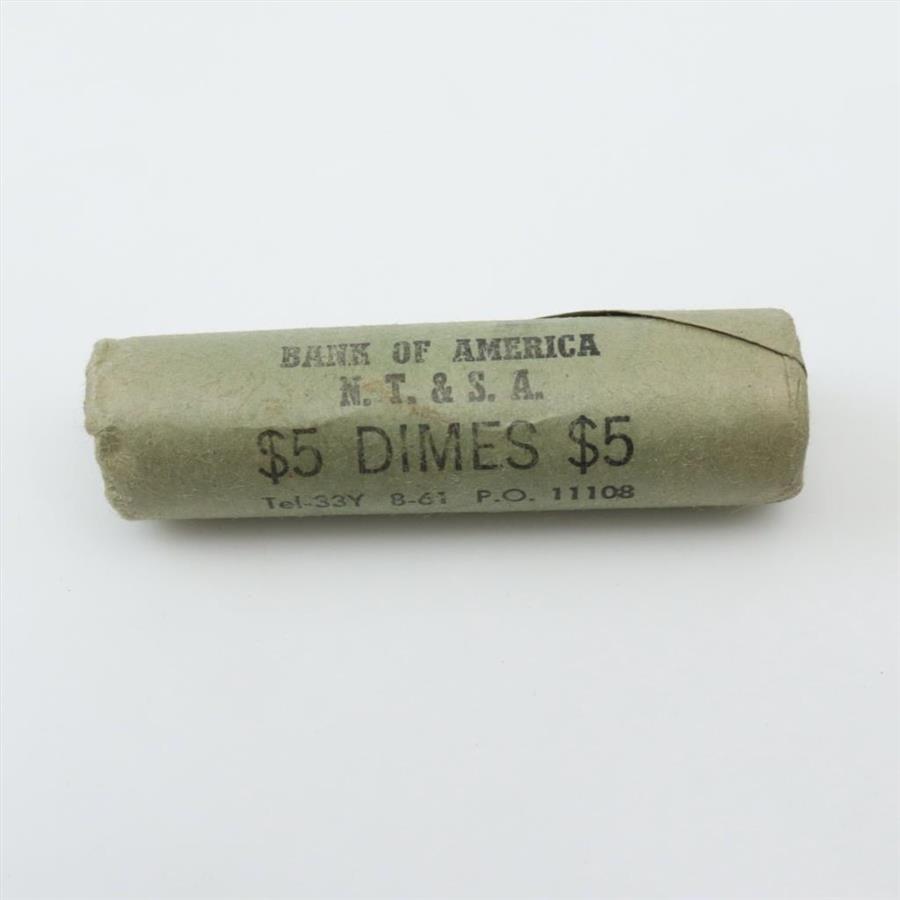 BANK OF AMERICA
N. T. & S. A.
$5 DIMES $5
Tel-33Y 8-61 P.O. 11108